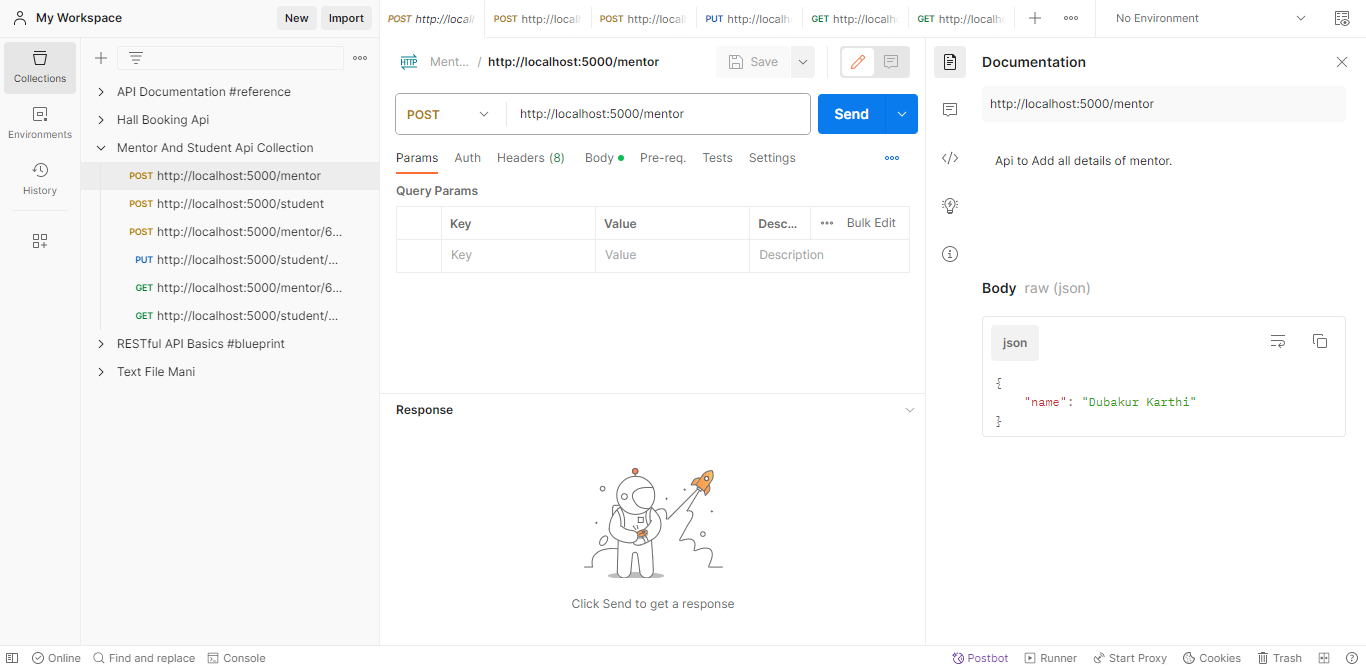 My Workspace
New
Import
POST http://local
POST http://local
POST http://local
PUT http://localh
GET http://localh
GET http://localh
No Environment
Collections
Environments
History
API Documentation #reference
Hall Booking Api
Mentor And Student Api Collection
POST http://localhost:5000/mentor
POST http://localhost:5000/student
POST http://localhost:5000/mentor/6...
PUT http://localhost:5000/student/...
GET http://localhost:5000/mentor/6...
GET http://localhost:5000/student/...
RESTful API Basics #blueprint
Text File Mani
HTTP
Ment... / http://localhost:5000/mentor
Save
POST
http://localhost:5000/mentor
Send
Params Auth Headers (8) Body Pre-req. Tests Settings
Query Params
Key Value Desc... Bulk Edit
Key Value Description
Response
Click Send to get a response
Documentation
http://localhost:5000/mentor
Api to Add all details of mentor.
Body raw (json)
json
{
"name": "Dubakur Karthi"
}
Online Find and replace Console
Postbot Runner Start Proxy Cookies Trash